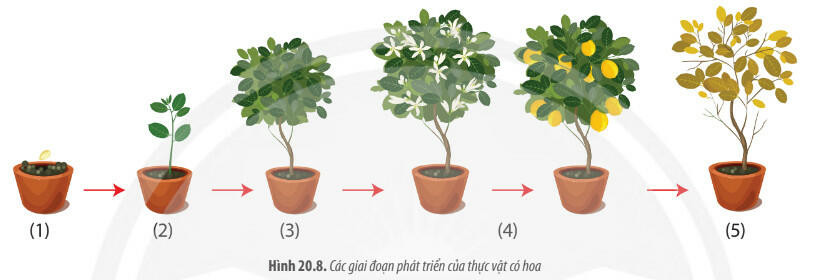 (1) (2) (3) (4) (5)
Hình 20.8. Các giai đoạn phát triển của thực vật có hoa